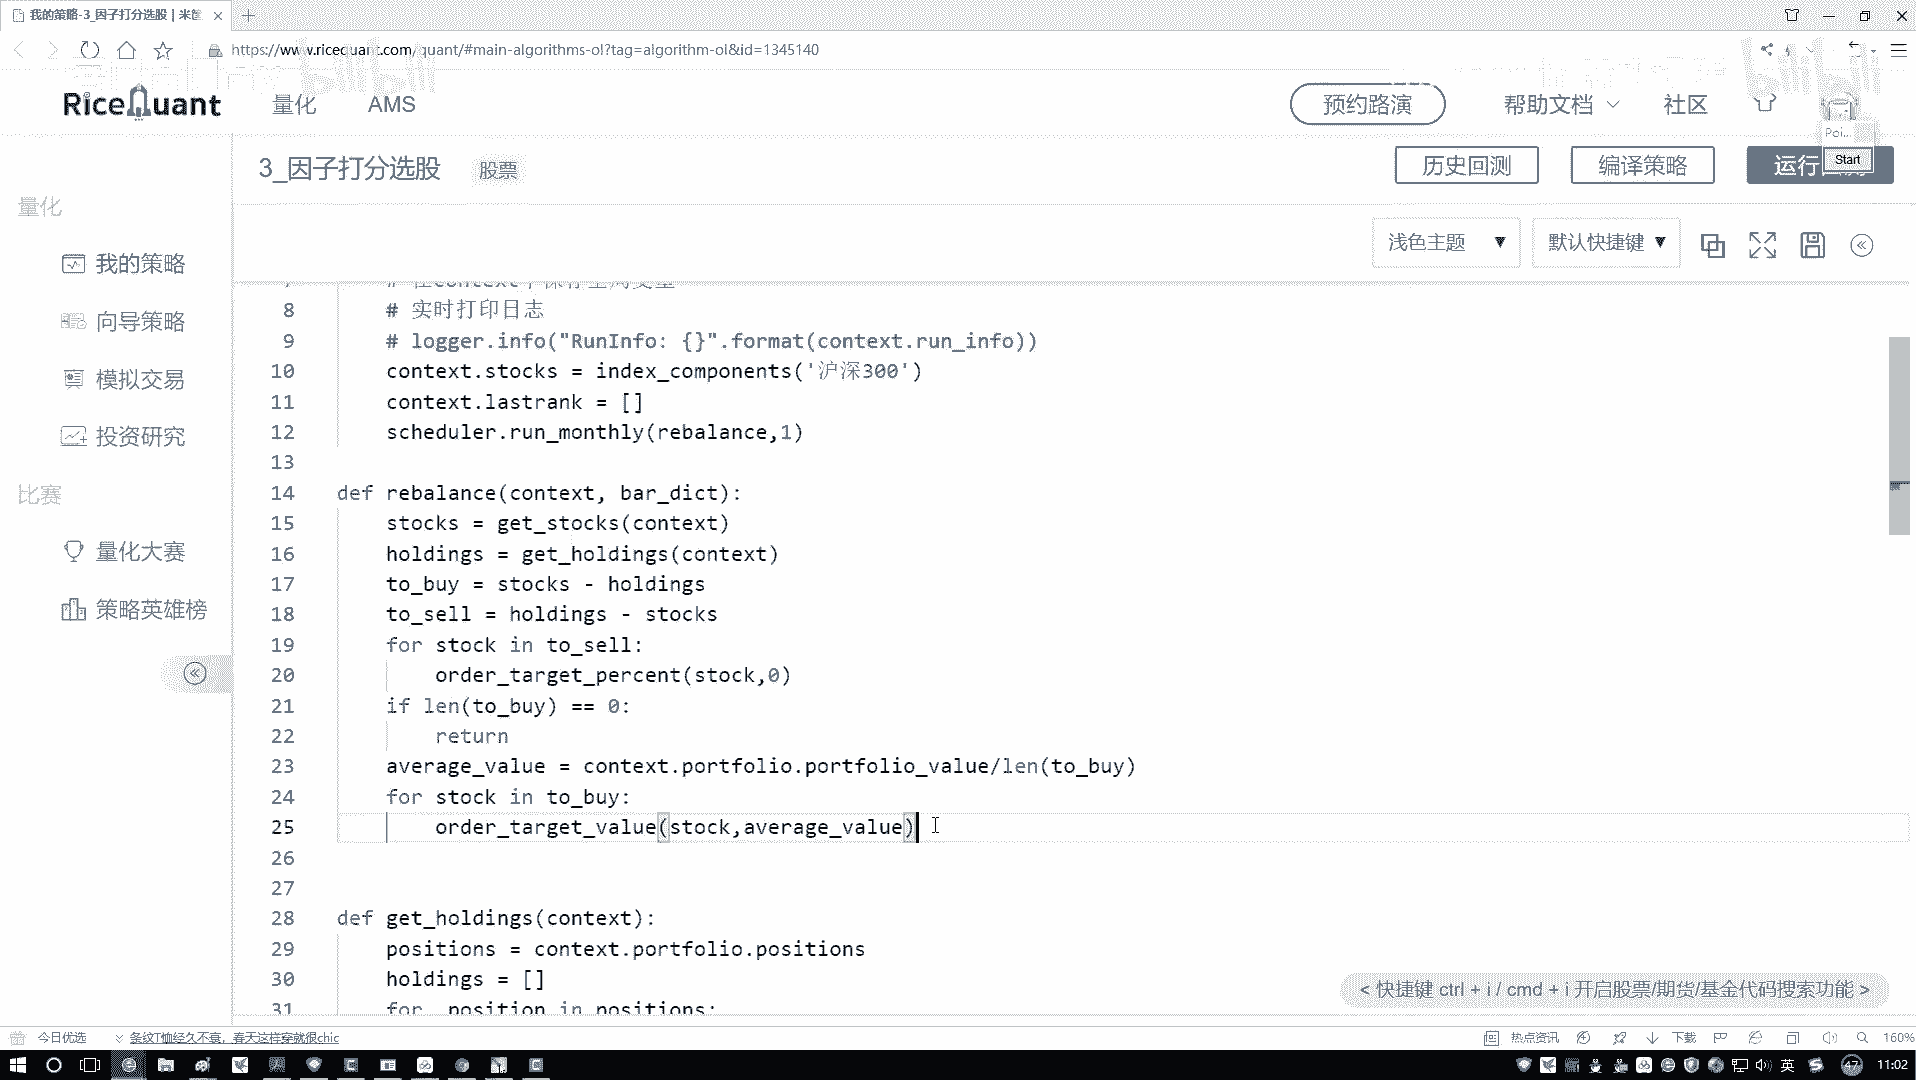 我的策略-3_因子打分选股 | 米筐
https://www.ricequant.com/quant/#main-algorithms-ol?tag=algorithm-ol&id=1345140
bilibili
bilibili
RiceQuant
量化
AMS
预约路演
帮助文档
社区
Poi...
Start
3_因子打分选股
股票
历史回测
编译策略
运行
浅色主题
默认快捷键
量化
我的策略
向导策略
模拟交易
投资研究
比赛
量化大赛
策略英雄榜
8 # 实时打印日志
9 # logger.info("RunInfo: {}".format(context.run_info))
10 context.stocks = index_components('沪深300')
11 context.lastrank = []
12 scheduler.run_monthly(rebalance,1)
13
14 def rebalance(context, bar_dict):
15 stocks = get_stocks(context)
16 holdings = get_holdings(context)
17 to_buy = stocks - holdings
18 to_sell = holdings - stocks
19 for stock in to_sell:
20 order_target_percent(stock,0)
21 if len(to_buy) == 0:
22 return
23 average_value = context.portfolio.portfolio_value/len(to_buy)
24 for stock in to_buy:
25 order_target_value(stock,average_value)
26
27
28 def get_holdings(context):
29 positions = context.portfolio.positions
30 holdings = []
31 for position in positions:
< 快捷键 ctrl + i / cmd + i 开启股票/期货/基金代码搜索功能 >
今日优选
条纹T恤经久不衰，春天这样穿就很chic
热点资讯
下载
160%
英
47
11:02